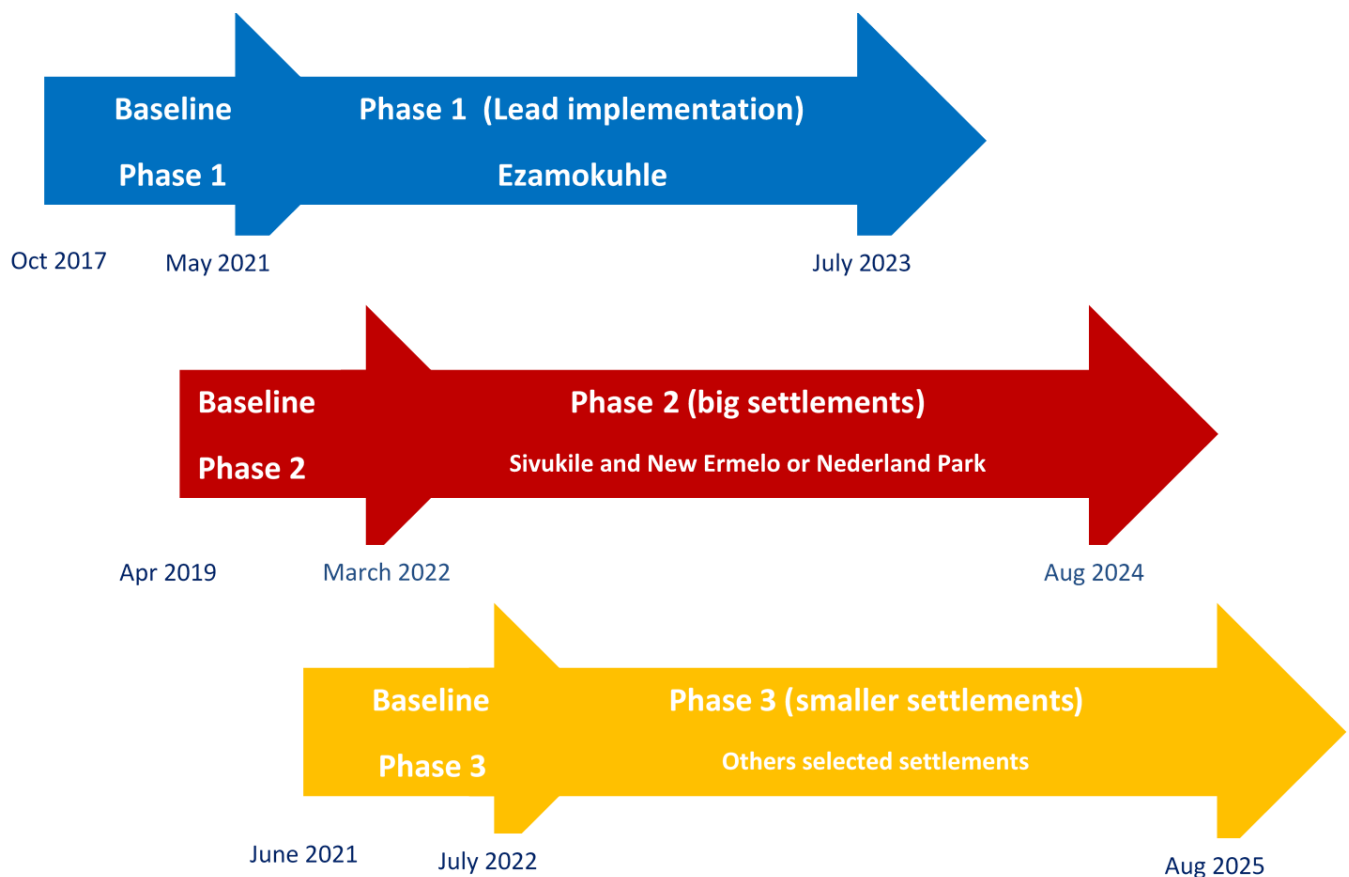 Baseline
Phase 1
Phase 1 (Lead implementation)
Ezamokuhle
Oct 2017
May 2021
July 2023
Baseline
Phase 2
Phase 2 (big settlements)
Sivukile and New Ermelo or Nederland Park
Apr 2019
March 2022
Aug 2024
Baseline
Phase 3
Phase 3 (smaller settlements)
Others selected settlements
June 2021
July 2022
Aug 2025